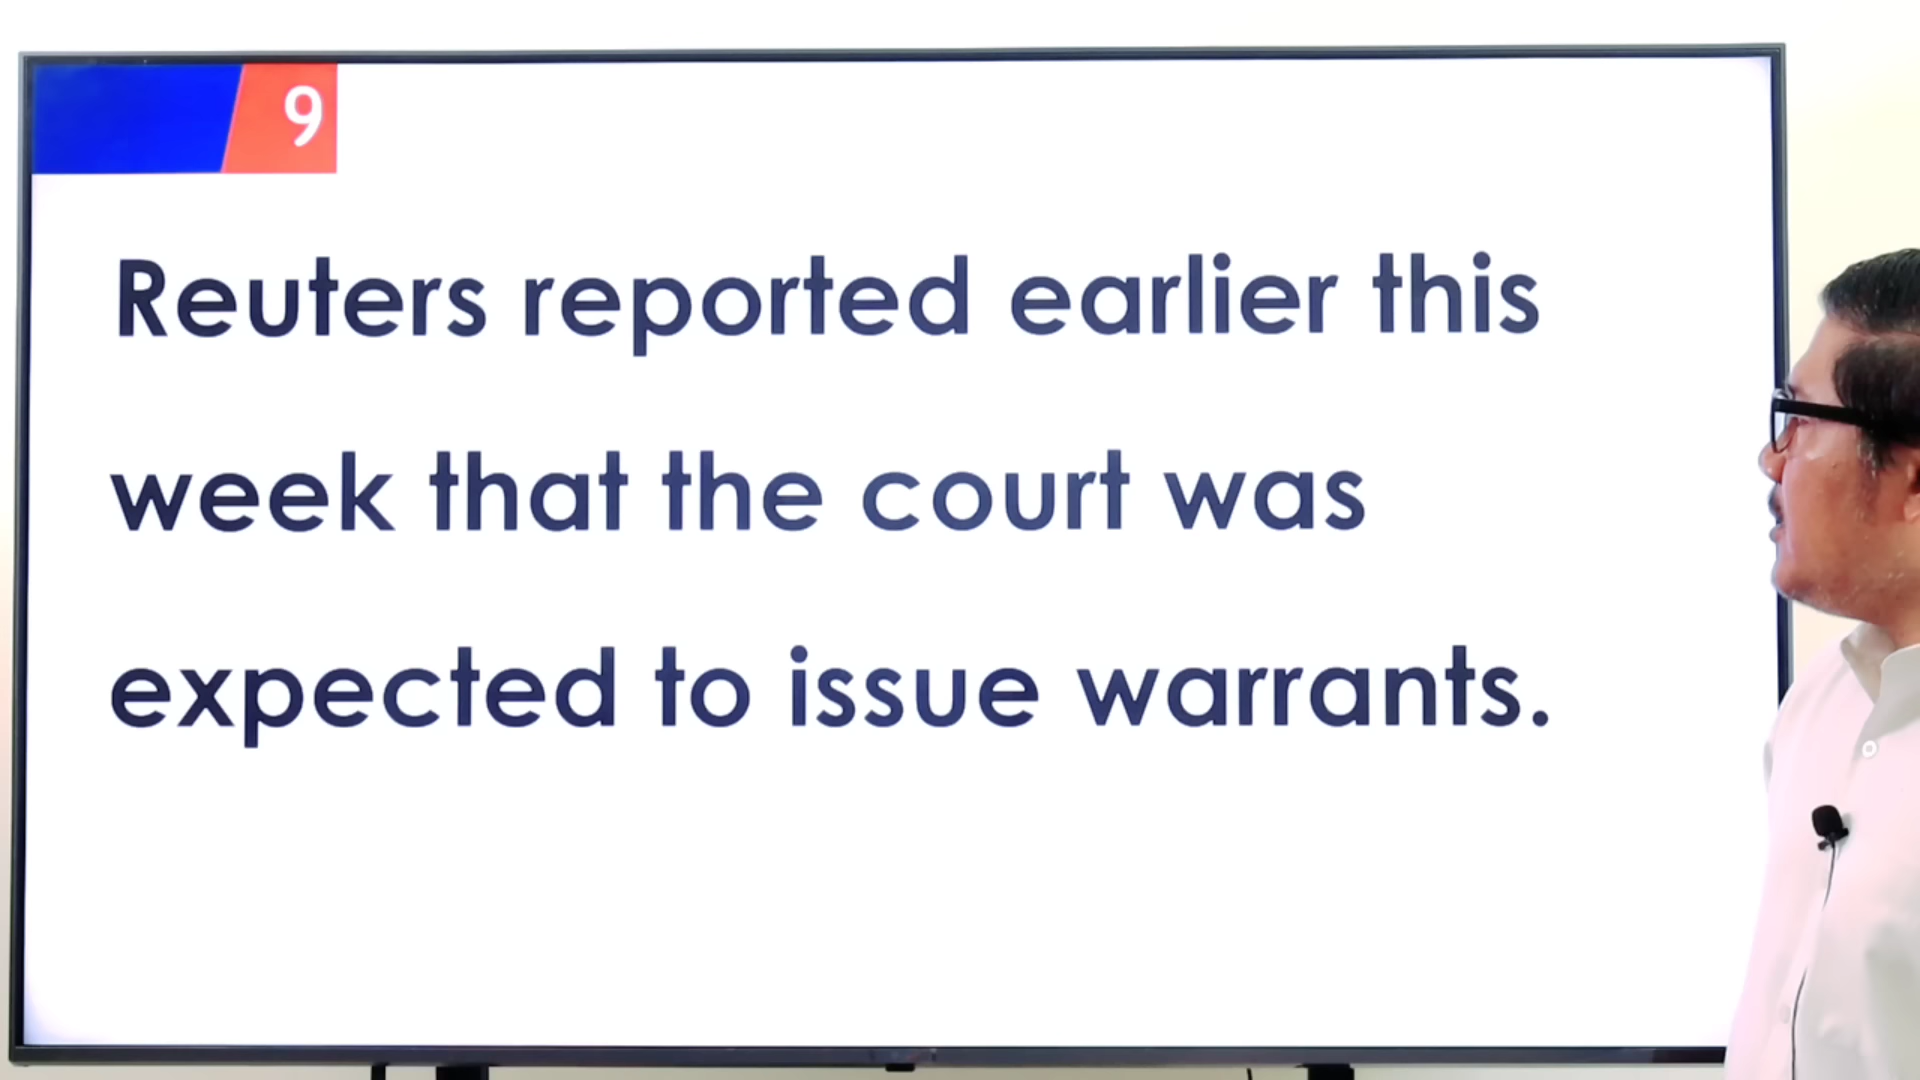 9
Reuters reported earlier this
week that the court was
expected to issue warrants.